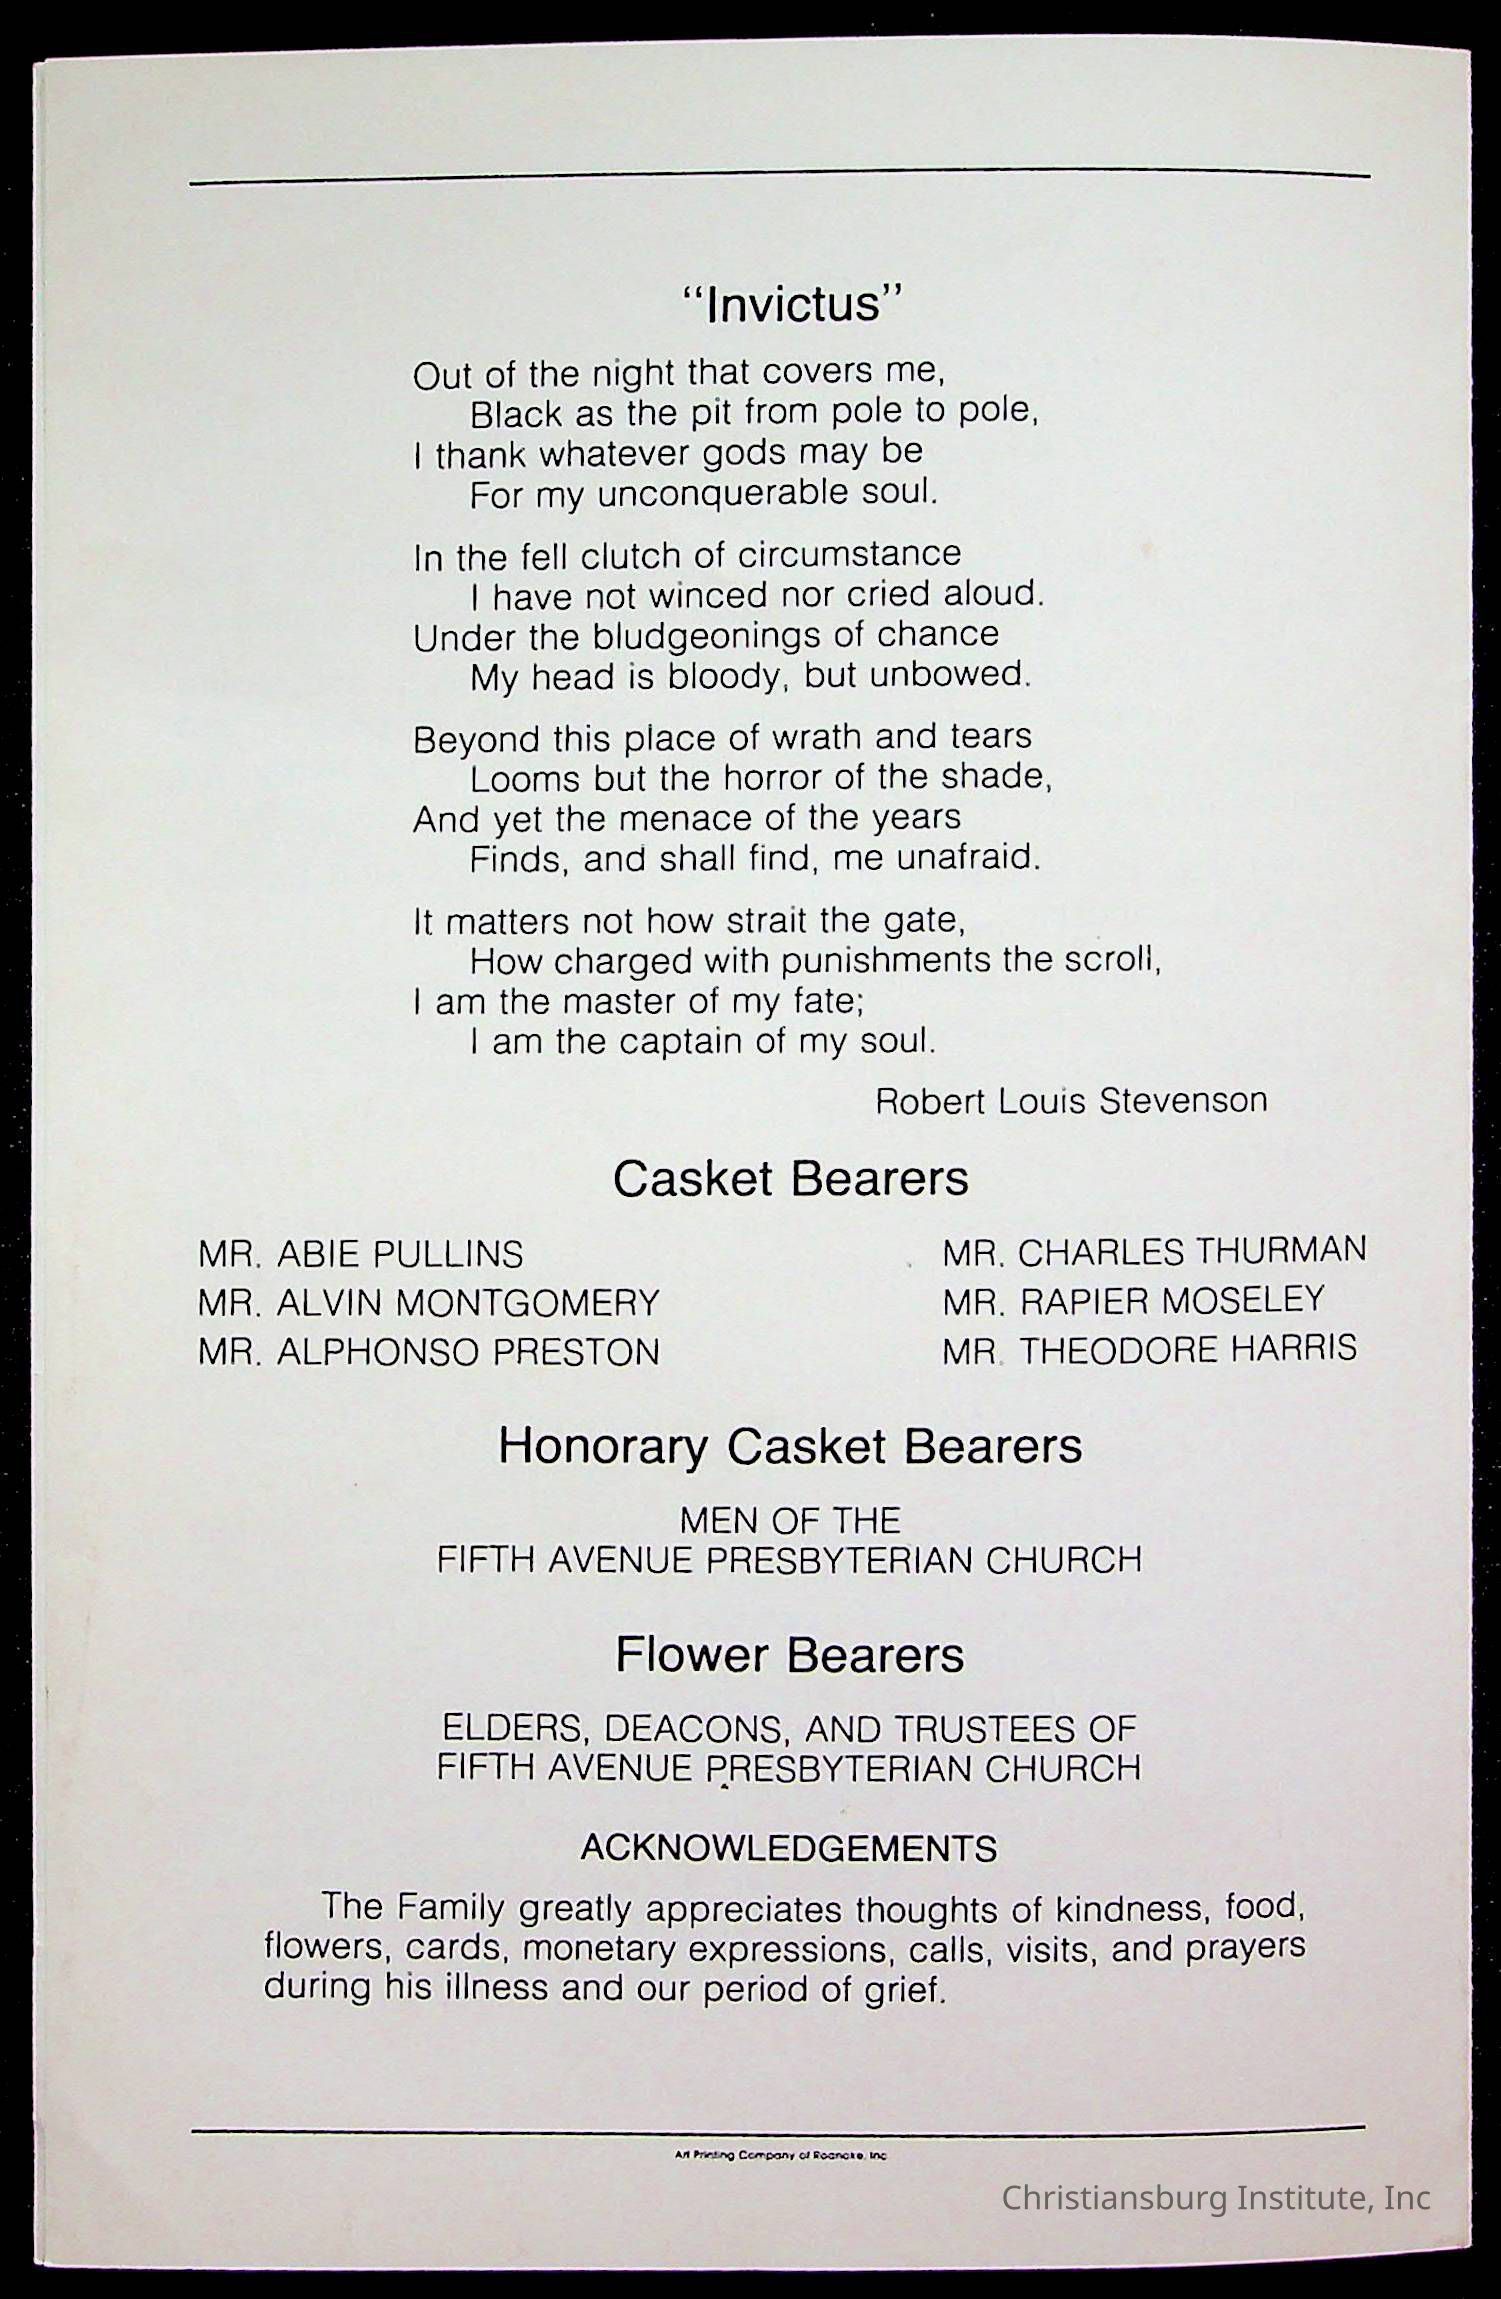 “Invictus”
Out of the night that covers me,
Black as the pit from pole to pole,
I thank whatever gods may be
For my unconquerable soul.
In the fell clutch of circumstance
I have not winced nor cried aloud.
Under the bludgeonings of chance
My head is bloody, but unbowed.
Beyond this place of wrath and tears
Looms but the horror of the shade,
And yet the menace of the years
Finds, and shall find, me unafraid.
It matters not how strait the gate,
How charged with punishments the scroll,
I am the master of my fate;
I am the captain of my soul.
Robert Louis Stevenson
Casket Bearers
MR. ABIE PULLINS
MR. ALVIN MONTGOMERY
MR. ALPHONSO PRESTON
MR. CHARLES THURMAN
MR. RAPIER MOSELEY
MR. THEODORE HARRIS
Honorary Casket Bearers
MEN OF THE
FIFTH AVENUE PRESBYTERIAN CHURCH
Flower Bearers
ELDERS, DEACONS, AND TRUSTEES OF
FIFTH AVENUE PRESBYTERIAN CHURCH
ACKNOWLEDGEMENTS
The Family greatly appreciates thoughts of kindness, food,
flowers, cards, monetary expressions, calls, visits, and prayers
during his illness and our period of grief.
Art Printing Company of Roanoke, Inc
Christiansburg Institute, Inc